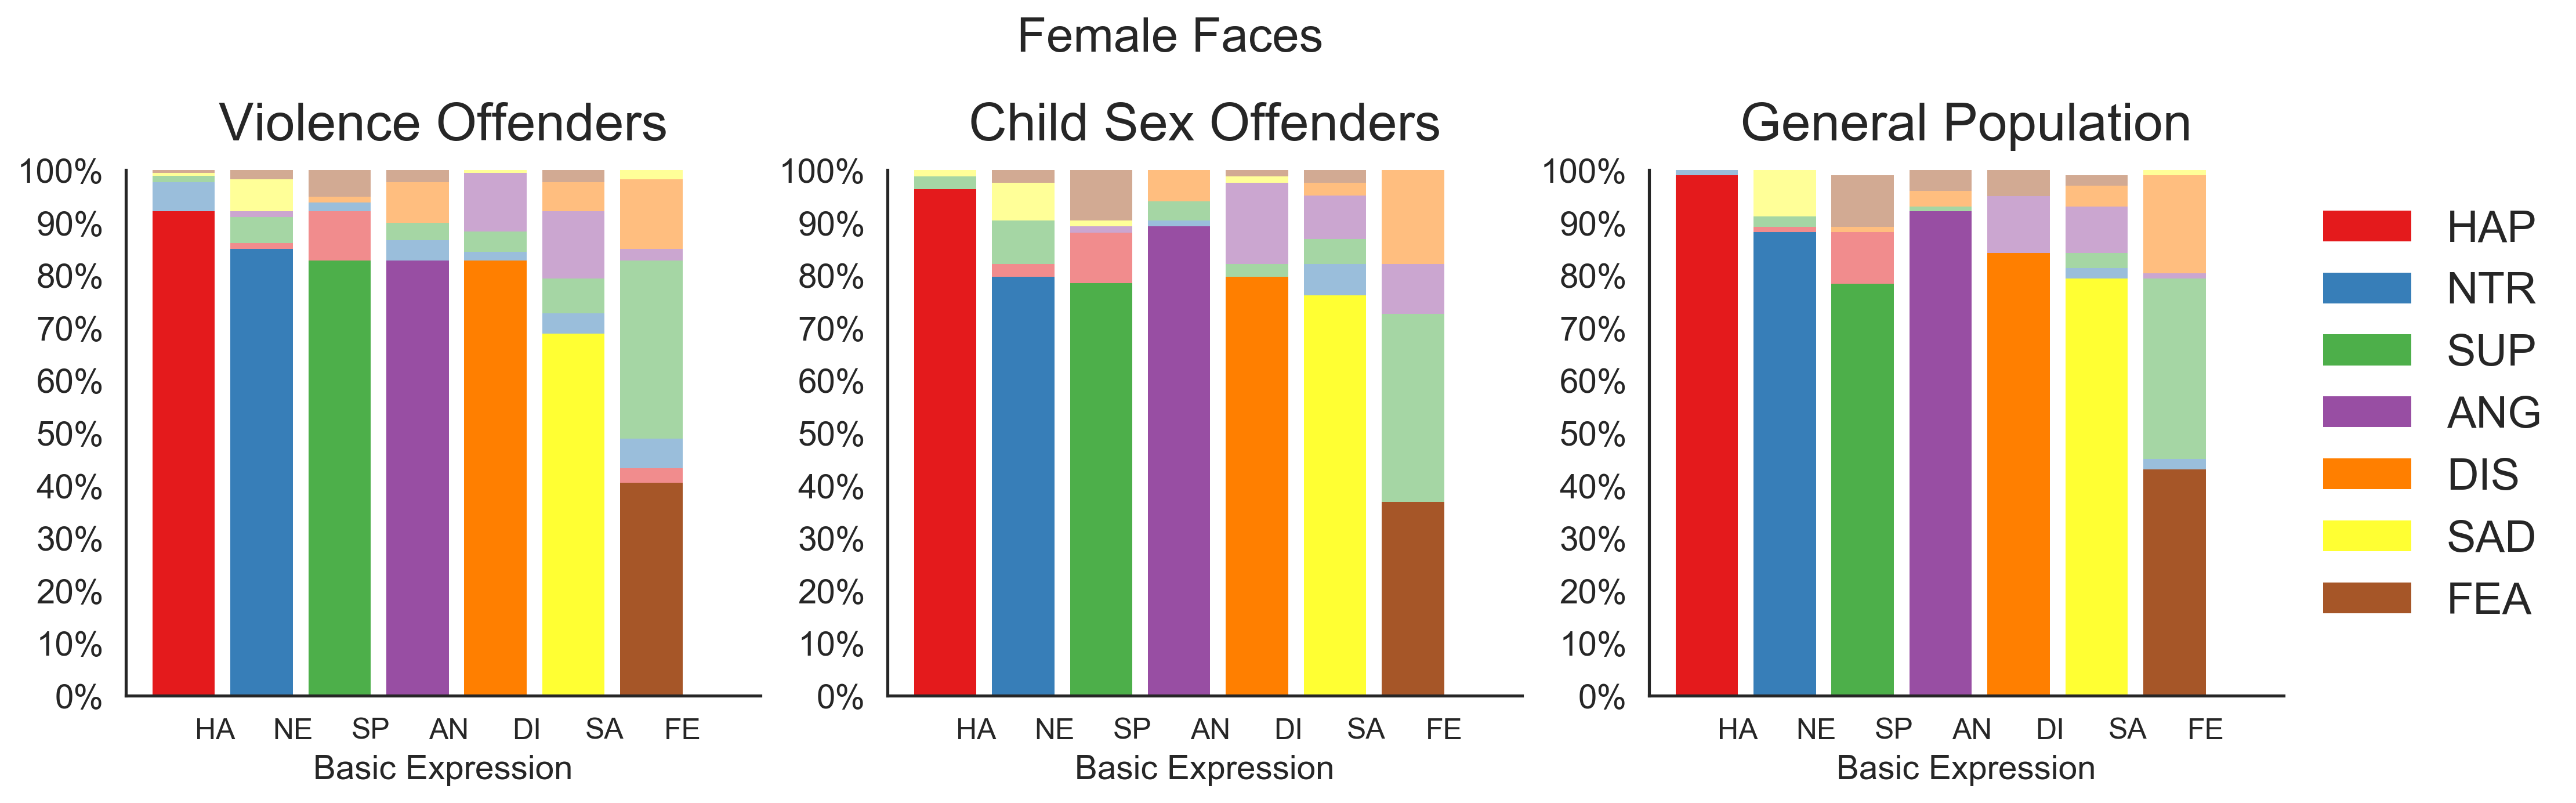 Female Faces
Violence Offenders
100%
90%
80%
70%
60%
50%
40%
30%
20%
10%
0%
HA NE SP AN DI SA FE
Basic Expression
Child Sex Offenders
100%
90%
80%
70%
60%
50%
40%
30%
20%
10%
0%
HA NE SP AN DI SA FE
Basic Expression
General Population
100%
90%
80%
70%
60%
50%
40%
30%
20%
10%
0%
HA NE SP AN DI SA FE
Basic Expression
HAP
NTR
SUP
ANG
DIS
SAD
FEA